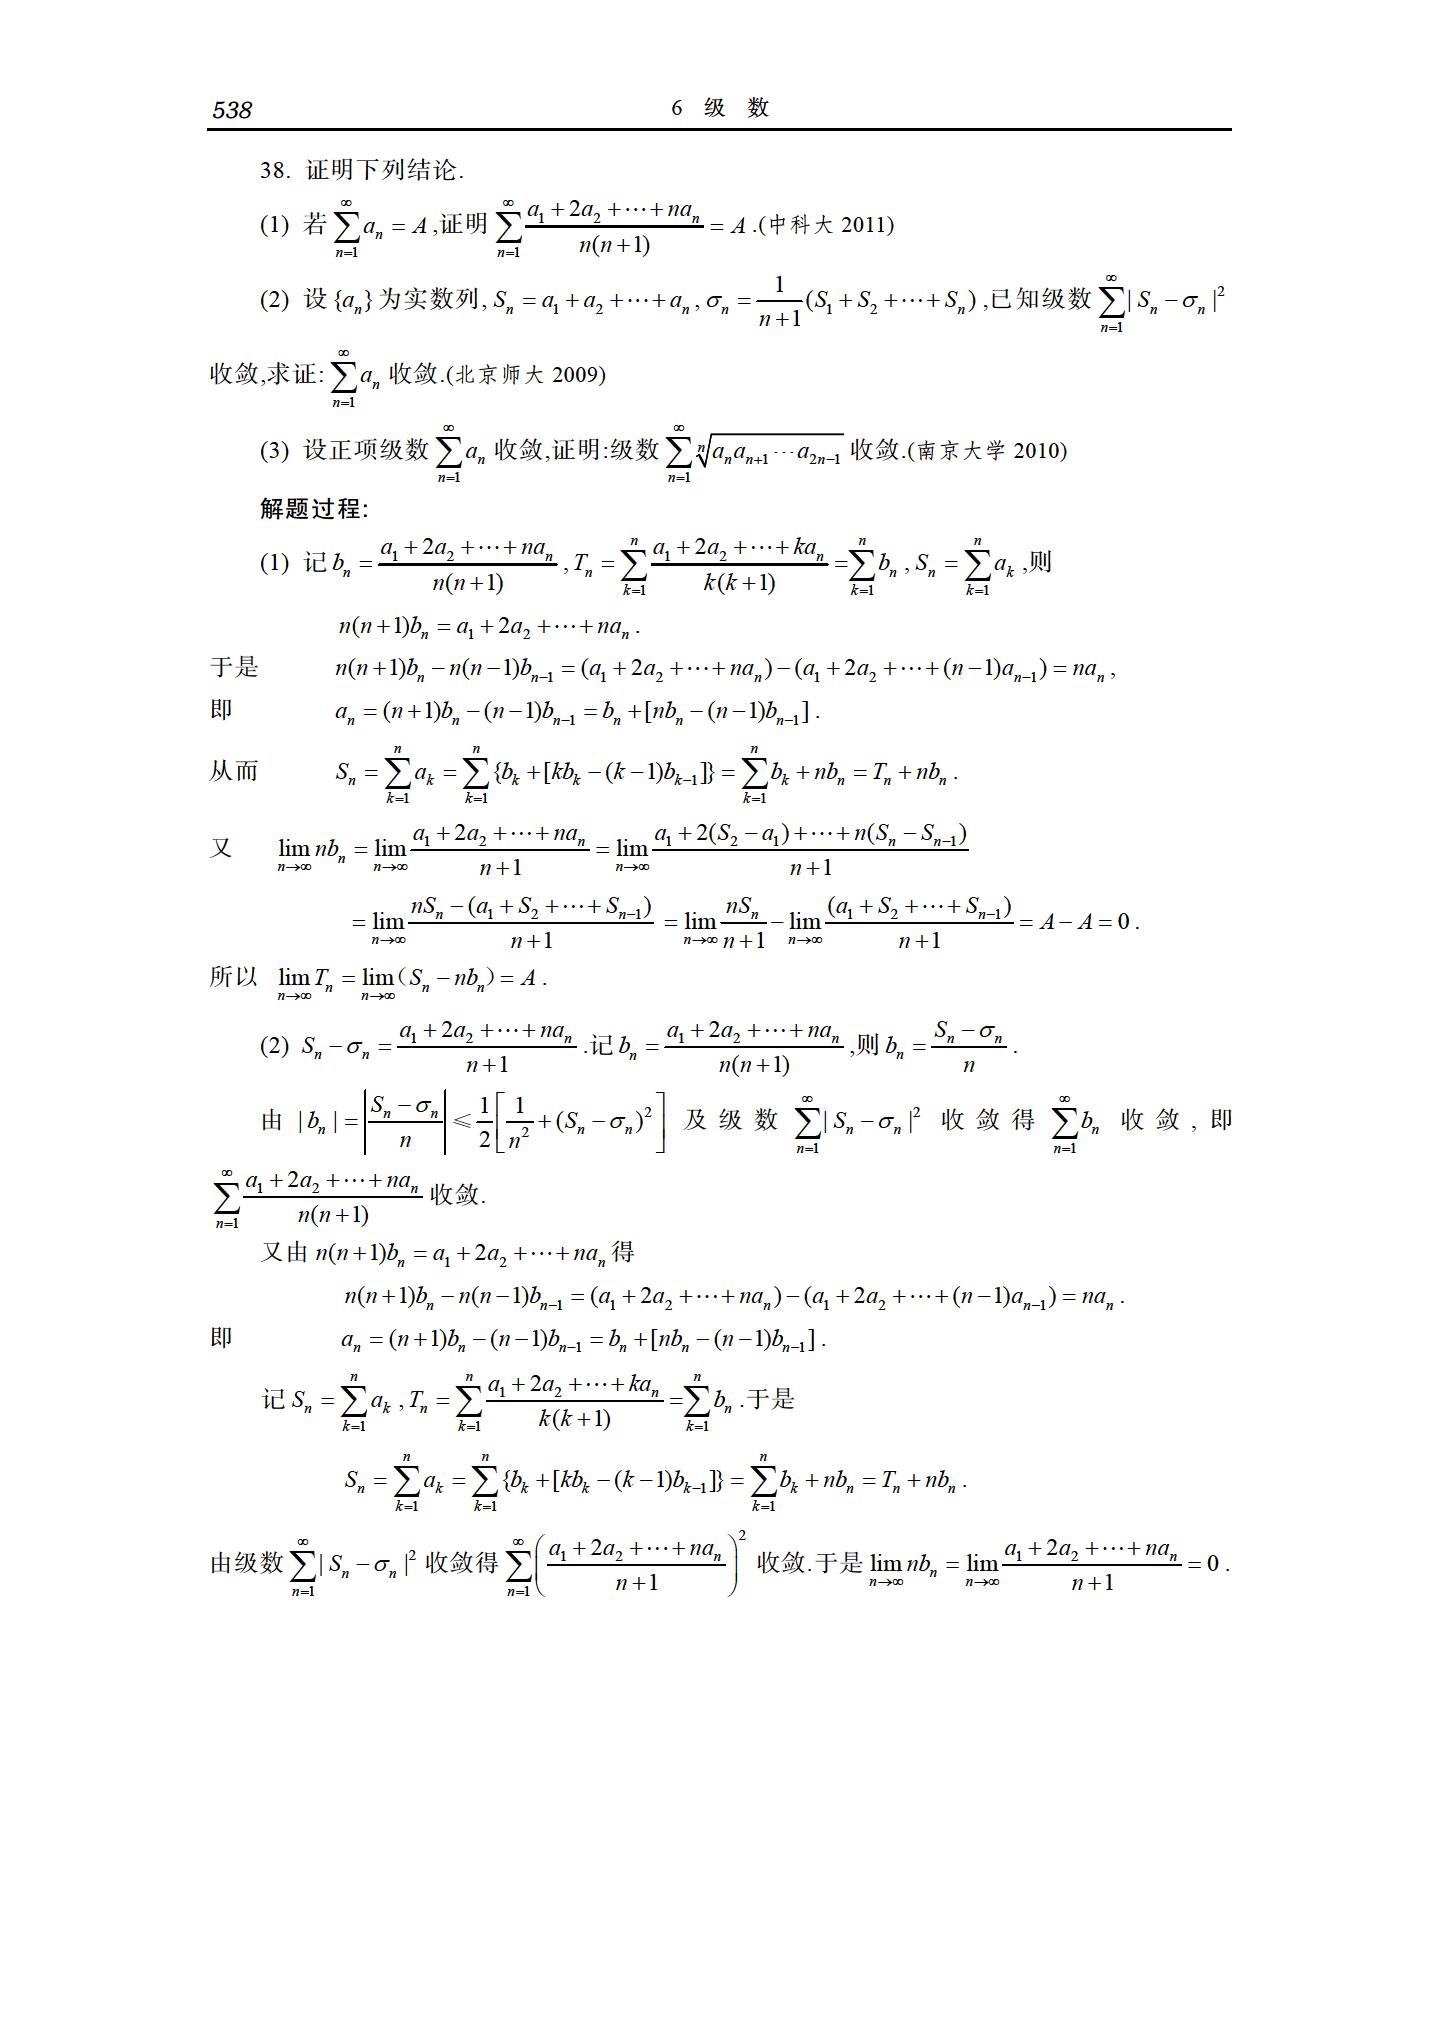 538 6 级 数
38. 证明下列结论.
(1) 若 $\sum_{n=1}^{\infty} a_n = A$ ,证明 $\sum_{n=1}^{\infty} \frac{a_1+2a_2+\cdots+na_n}{n(n+1)} = A$ .(中科大 2011)
(2) 设 $\{a_n\}$ 为实数列, $S_n = a_1+a_2+\cdots+a_n$ , $\sigma_n = \frac{1}{n+1}(S_1+S_2+\cdots+S_n)$ ,已知级数 $\sum_{n=1}^{\infty} |S_n-\sigma_n|^2$
收敛,求证: $\sum_{n=1}^{\infty} a_n$ 收敛.(北京师大 2009)
(3) 设正项级数 $\sum_{n=1}^{\infty} a_n$ 收敛,证明:级数 $\sum_{n=1}^{\infty} \sqrt[n]{a_n a_{n+1} \cdots a_{2n-1}}$ 收敛.(南京大学 2010)
解题过程:
(1) 记 $b_n = \frac{a_1+2a_2+\cdots+na_n}{n(n+1)}$ , $T_n = \sum_{k=1}^{n} \frac{a_1+2a_2+\cdots+ka_n}{k(k+1)} = \sum_{k=1}^{n} b_n$ , $S_n = \sum_{k=1}^{n} a_k$ ,则
$n(n+1)b_n = a_1+2a_2+\cdots+na_n$ .
于是 $n(n+1)b_n - n(n-1)b_{n-1} = (a_1+2a_2+\cdots+na_n)-(a_1+2a_2+\cdots+(n-1)a_{n-1}) = na_n$ ,
即 $a_n = (n+1)b_n-(n-1)b_{n-1} = b_n+[nb_n-(n-1)b_{n-1}]$ .
从而 $S_n = \sum_{k=1}^{n} a_k = \sum_{k=1}^{n} \{b_k+[kb_k-(k-1)b_{k-1}]\} = \sum_{k=1}^{n} b_k+nb_n = T_n+nb_n$ .
又 $\lim_{n\to\infty} nb_n = \lim_{n\to\infty} \frac{a_1+2a_2+\cdots+na_n}{n+1} = \lim_{n\to\infty} \frac{a_1+2(S_2-a_1)+\cdots+n(S_n-S_{n-1})}{n+1}$
$= \lim_{n\to\infty} \frac{nS_n-(a_1+S_2+\cdots+S_{n-1})}{n+1} = \lim_{n\to\infty} \frac{nS_n}{n+1} - \lim_{n\to\infty} \frac{(a_1+S_2+\cdots+S_{n-1})}{n+1} = A-A=0$ .
所以 $\lim_{n\to\infty} T_n = \lim_{n\to\infty}(S_n-nb_n) = A$ .
(2) $S_n-\sigma_n = \frac{a_1+2a_2+\cdots+na_n}{n+1}$ .记 $b_n = \frac{a_1+2a_2+\cdots+na_n}{n(n+1)}$ ,则 $b_n = \frac{S_n-\sigma_n}{n}$ .
由 $|b_n| = \left|\frac{S_n-\sigma_n}{n}\right| \leqslant \frac{1}{2}\left[\frac{1}{n^2}+(S_n-\sigma_n)^2\right]$ 及 级 数 $\sum_{n=1}^{\infty} |S_n-\sigma_n|^2$ 收 敛 得 $\sum_{n=1}^{\infty} b_n$ 收 敛 , 即
$\sum_{n=1}^{\infty} \frac{a_1+2a_2+\cdots+na_n}{n(n+1)}$ 收敛.
又由 $n(n+1)b_n = a_1+2a_2+\cdots+na_n$ 得
$n(n+1)b_n - n(n-1)b_{n-1} = (a_1+2a_2+\cdots+na_n)-(a_1+2a_2+\cdots+(n-1)a_{n-1}) = na_n$ .
即 $a_n = (n+1)b_n-(n-1)b_{n-1} = b_n+[nb_n-(n-1)b_{n-1}]$ .
记 $S_n = \sum_{k=1}^{n} a_k$ , $T_n = \sum_{k=1}^{n} \frac{a_1+2a_2+\cdots+ka_n}{k(k+1)} = \sum_{k=1}^{n} b_n$ .于是
$S_n = \sum_{k=1}^{n} a_k = \sum_{k=1}^{n} \{b_k+[kb_k-(k-1)b_{k-1}]\} = \sum_{k=1}^{n} b_k+nb_n = T_n+nb_n$ .
由级数 $\sum_{n=1}^{\infty} |S_n-\sigma_n|^2$ 收敛得 $\sum_{n=1}^{\infty} \left(\frac{a_1+2a_2+\cdots+na_n}{n+1}\right)^2$ 收敛.于是 $\lim_{n\to\infty} nb_n = \lim_{n\to\infty} \frac{a_1+2a_2+\cdots+na_n}{n+1} = 0$ .